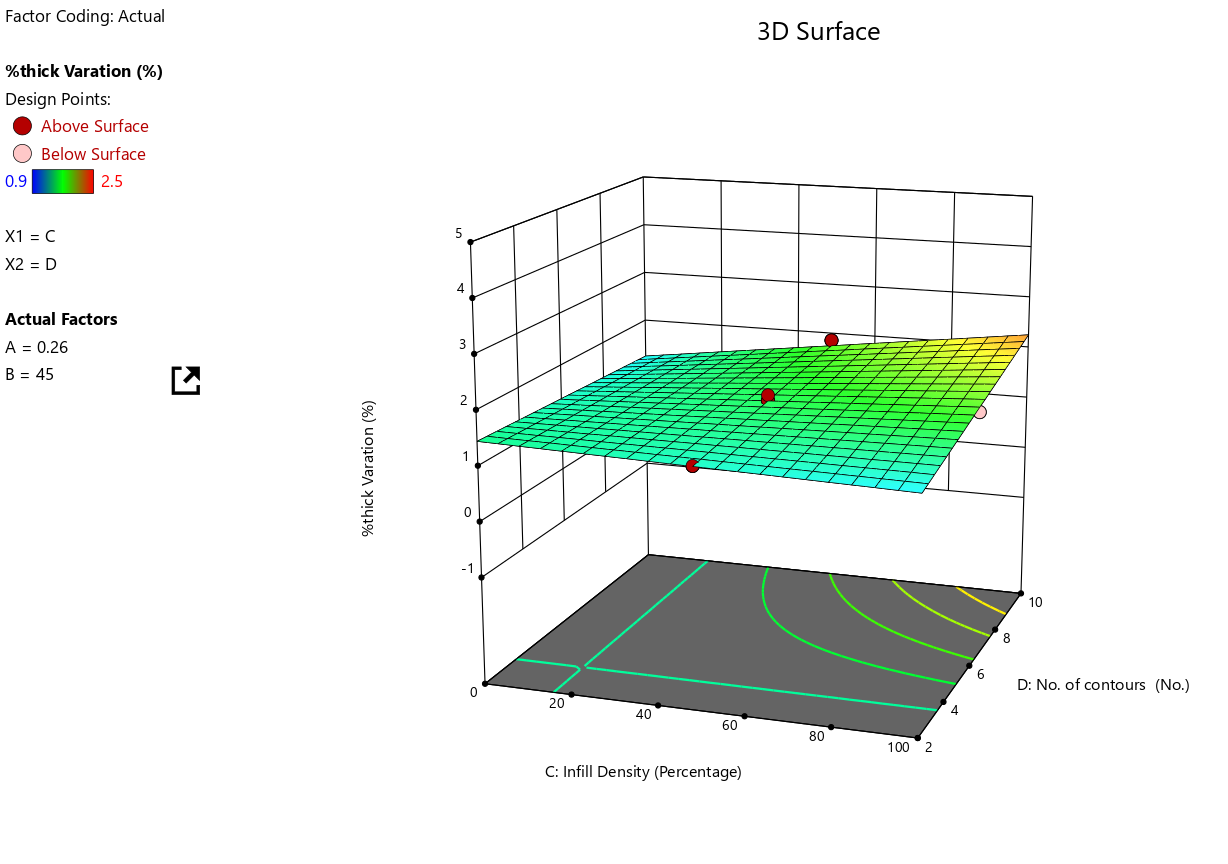 Factor Coding: Actual
3D Surface
%thick Varation (%)
Design Points:
Above Surface
Below Surface
0.9 2.5
X1 = C
X2 = D
Actual Factors
A = 0.26
B = 45
5
4
3
2
1
0
-1
%thick Varation (%)
0
20
40
60
80
100
2
4
6
8
10
C: Infill Density (Percentage)
D: No. of contours (No.)